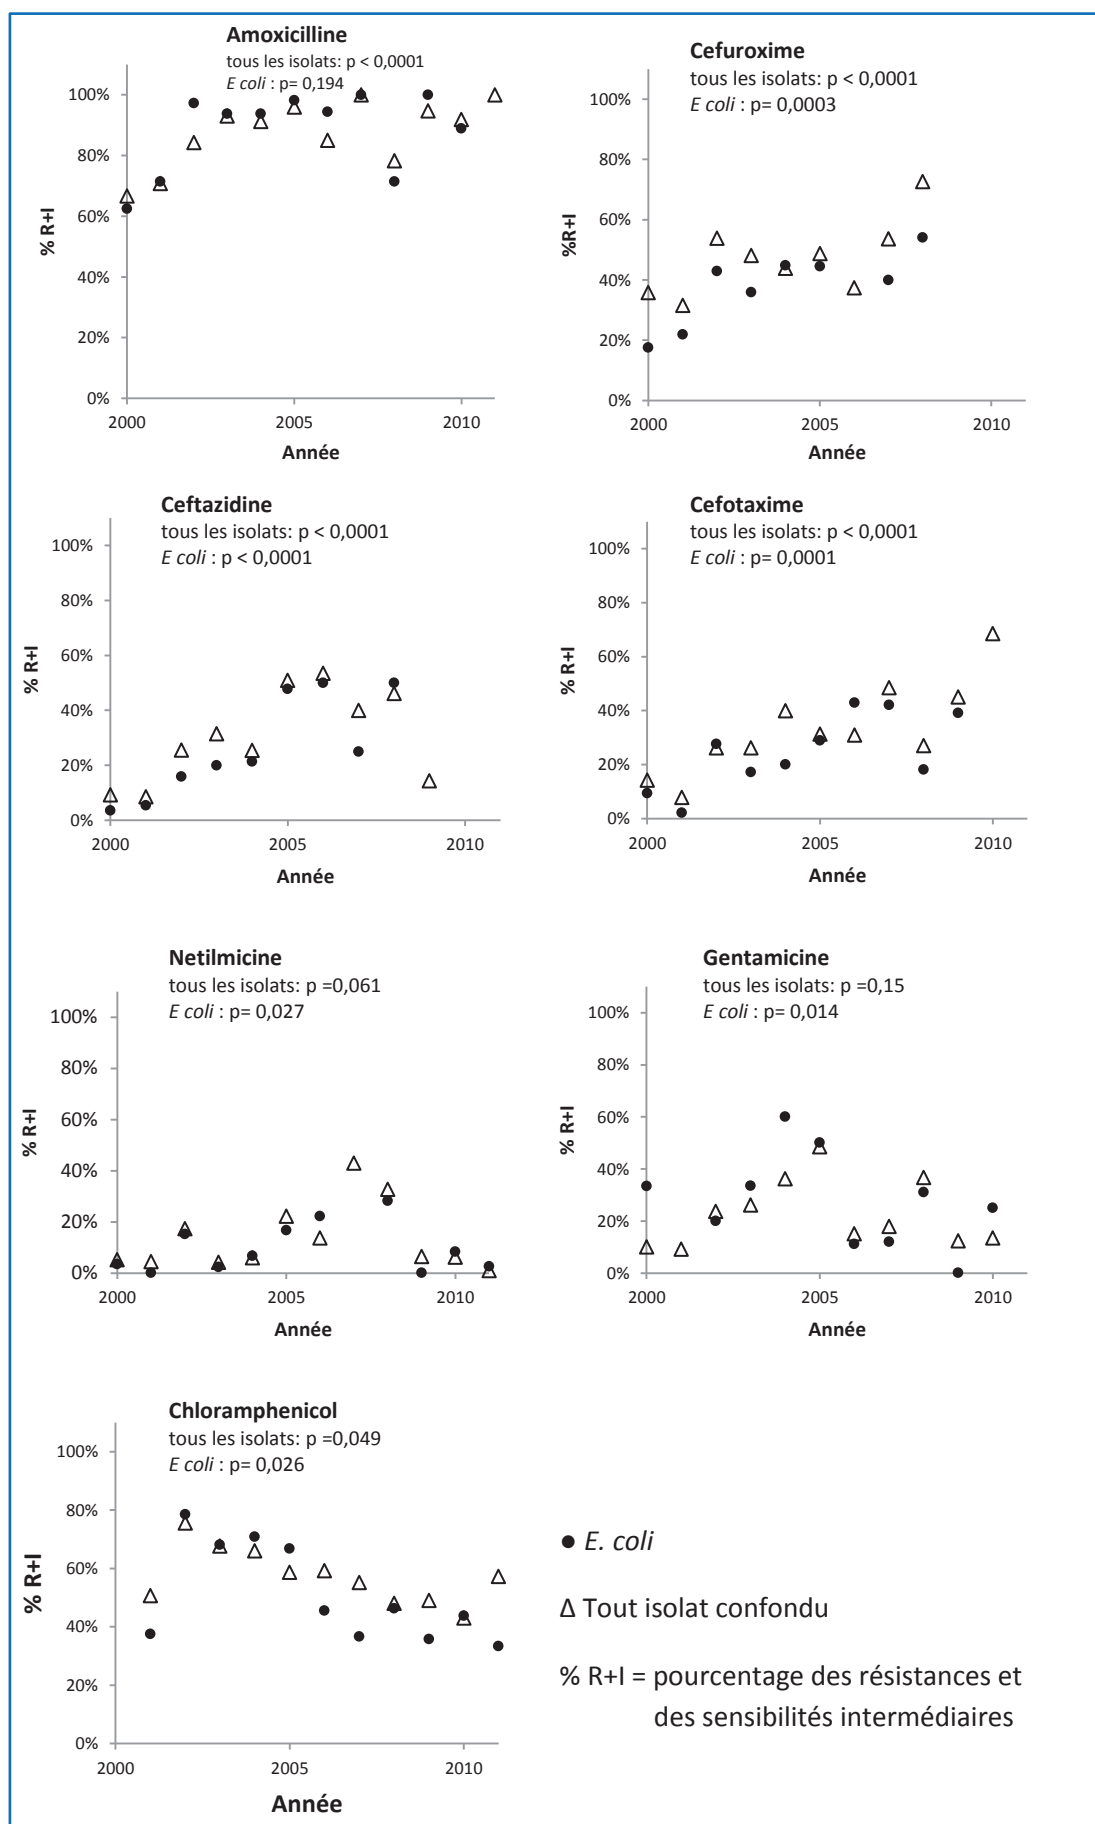 Amoxicilline
tous les isolats: p < 0,0001
E coli : p= 0,194
100%
80%
60%
40%
20%
0%
% R+I
2000 2005 2010
Année
Cefuroxime
tous les isolats: p < 0,0001
E coli : p= 0,0003
100%
80%
60%
40%
20%
0%
%R+I
2000 2005 2010
Année
Ceftazidine
tous les isolats: p < 0,0001
E coli : p < 0,0001
100%
80%
60%
40%
20%
0%
% R+I
2000 2005 2010
Année
Cefotaxime
tous les isolats: p < 0,0001
E coli : p= 0,0001
100%
80%
60%
40%
20%
0%
% R+I
2000 2005 2010
Année
Netilmicine
tous les isolats: p =0,061
E coli : p= 0,027
100%
80%
60%
40%
20%
0%
% R+I
2000 2005 2010
Année
Gentamicine
tous les isolats: p =0,15
E coli : p= 0,014
100%
80%
60%
40%
20%
0%
% R+I
2000 2005 2010
Année
Chloramphenicol
tous les isolats: p =0,049
E coli : p= 0,026
100%
80%
60%
40%
20%
0%
% R+I
2000 2005 2010
Année
● E. coli
Δ Tout isolat confondu
% R+I = pourcentage des résistances et
des sensibilités intermédiaires